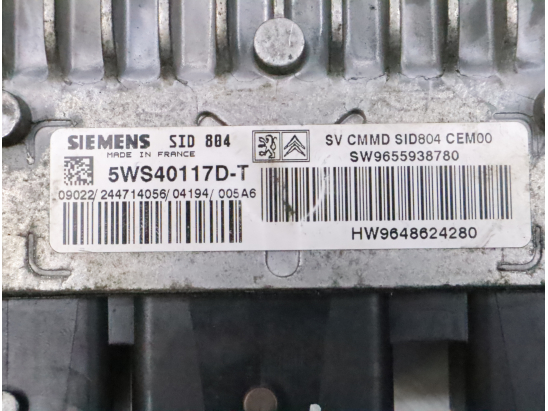 SIEMENS SID 804
MADE IN FRANCE
5WS40117D-T
09022/244714056/04194/005A6
SV CMMD SID804 CEM00
SW9655938780
HW9648624280